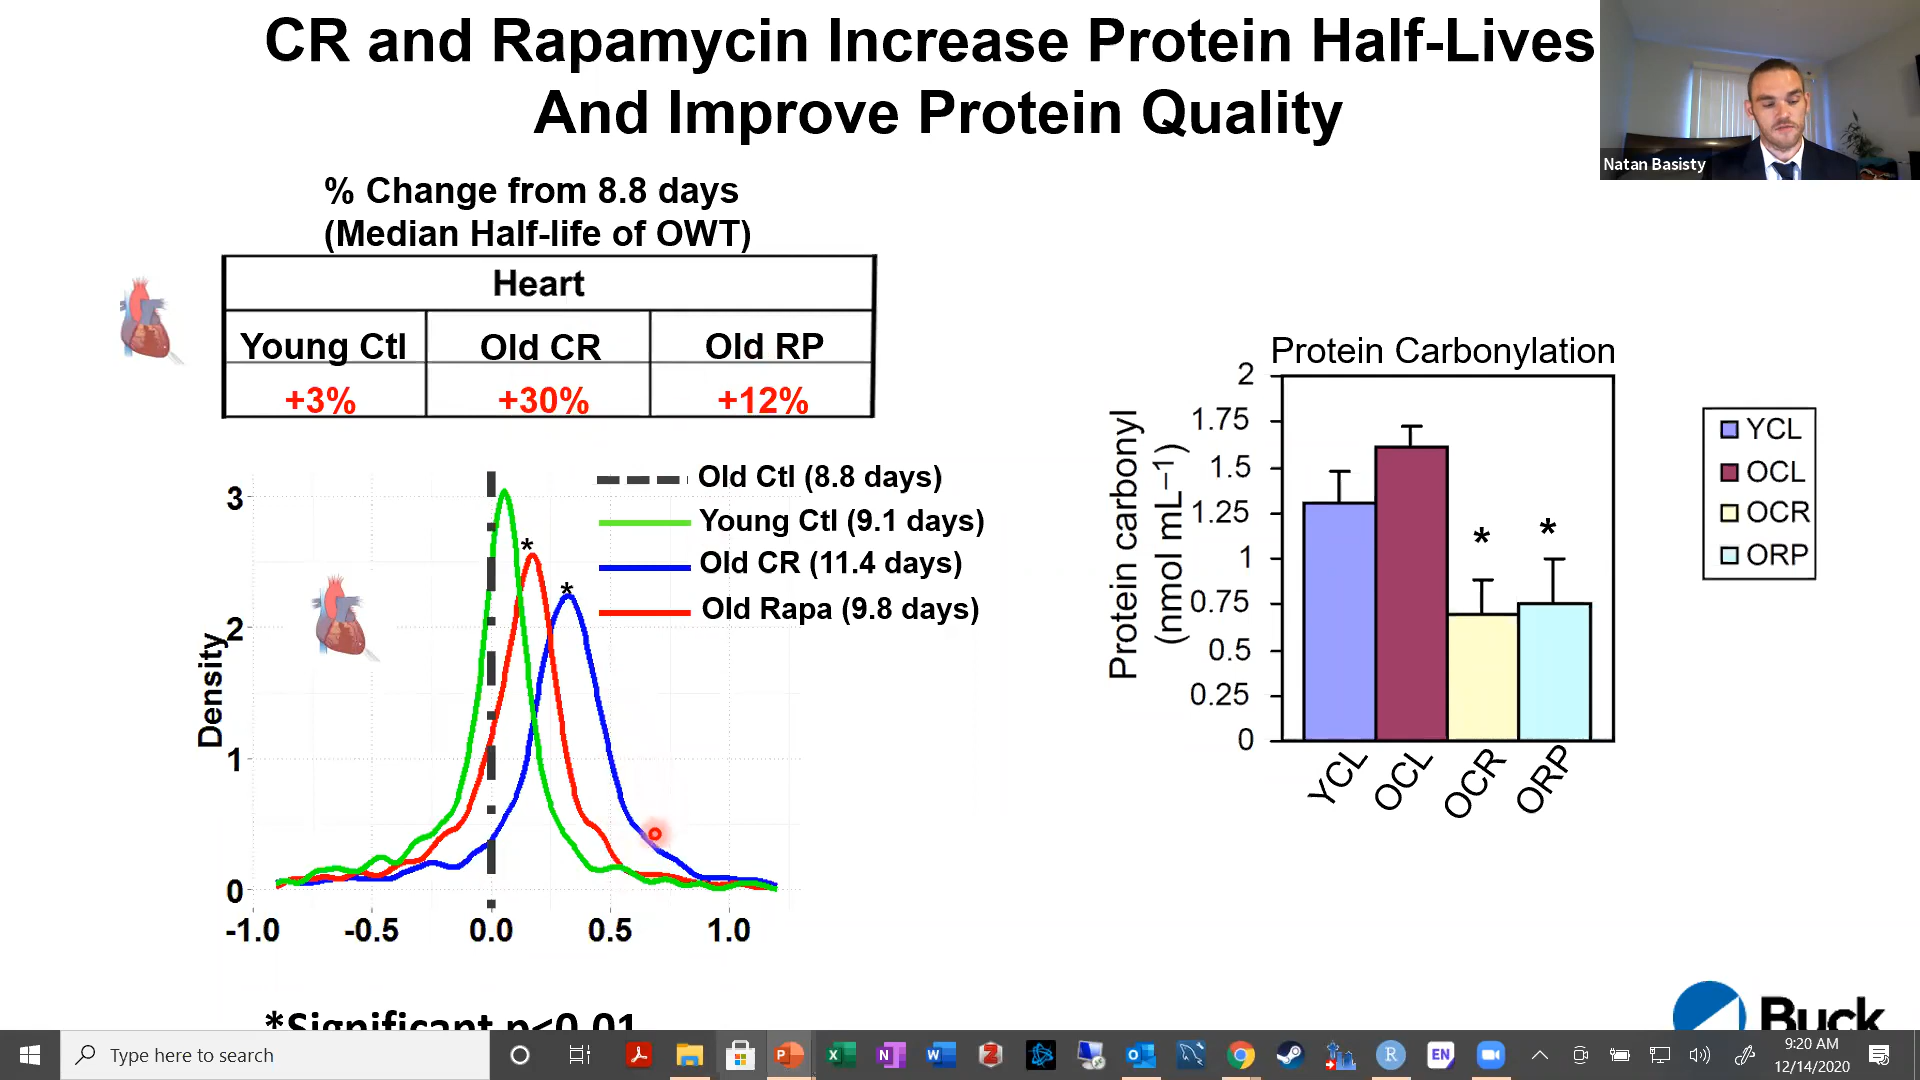 CR and Rapamycin Increase Protein Half-Lives
And Improve Protein Quality
Natan Basisty
% Change from 8.8 days
(Median Half-life of OWT)
Heart
Young Ctl Old CR Old RP
+3% +30% +12%
Old Ctl (8.8 days)
Young Ctl (9.1 days)
Old CR (11.4 days)
Old Rapa (9.8 days)
* *
Density
3
2
1
0
-1.0 -0.5 0.0 0.5 1.0
*Significant p<0.01
Protein Carbonylation
Protein carbonyl
(nmol mL⁻¹)
2
1.75
1.5
1.25
1
0.75
0.5
0.25
0
* *
YCL OCL OCR ORP
YCL
OCL
OCR
ORP
Buck
Type here to search
EN
9:20 AM
12/14/2020